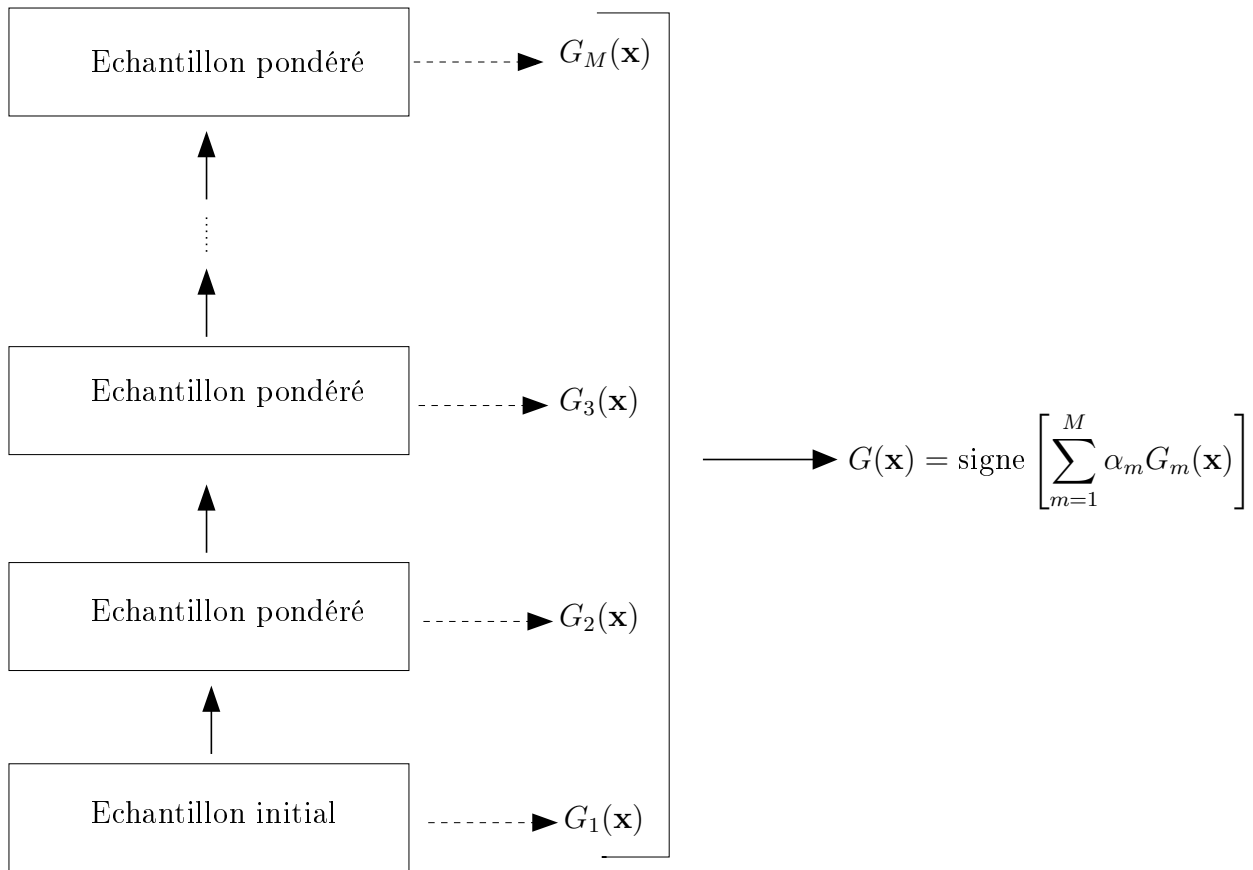 Echantillon pondéré
G_M(x)
Echantillon pondéré
G_3(x)
G(x) = signe [∑_{m=1}^{M} α_m G_m(x)]
Echantillon pondéré
G_2(x)
Echantillon initial
G_1(x)